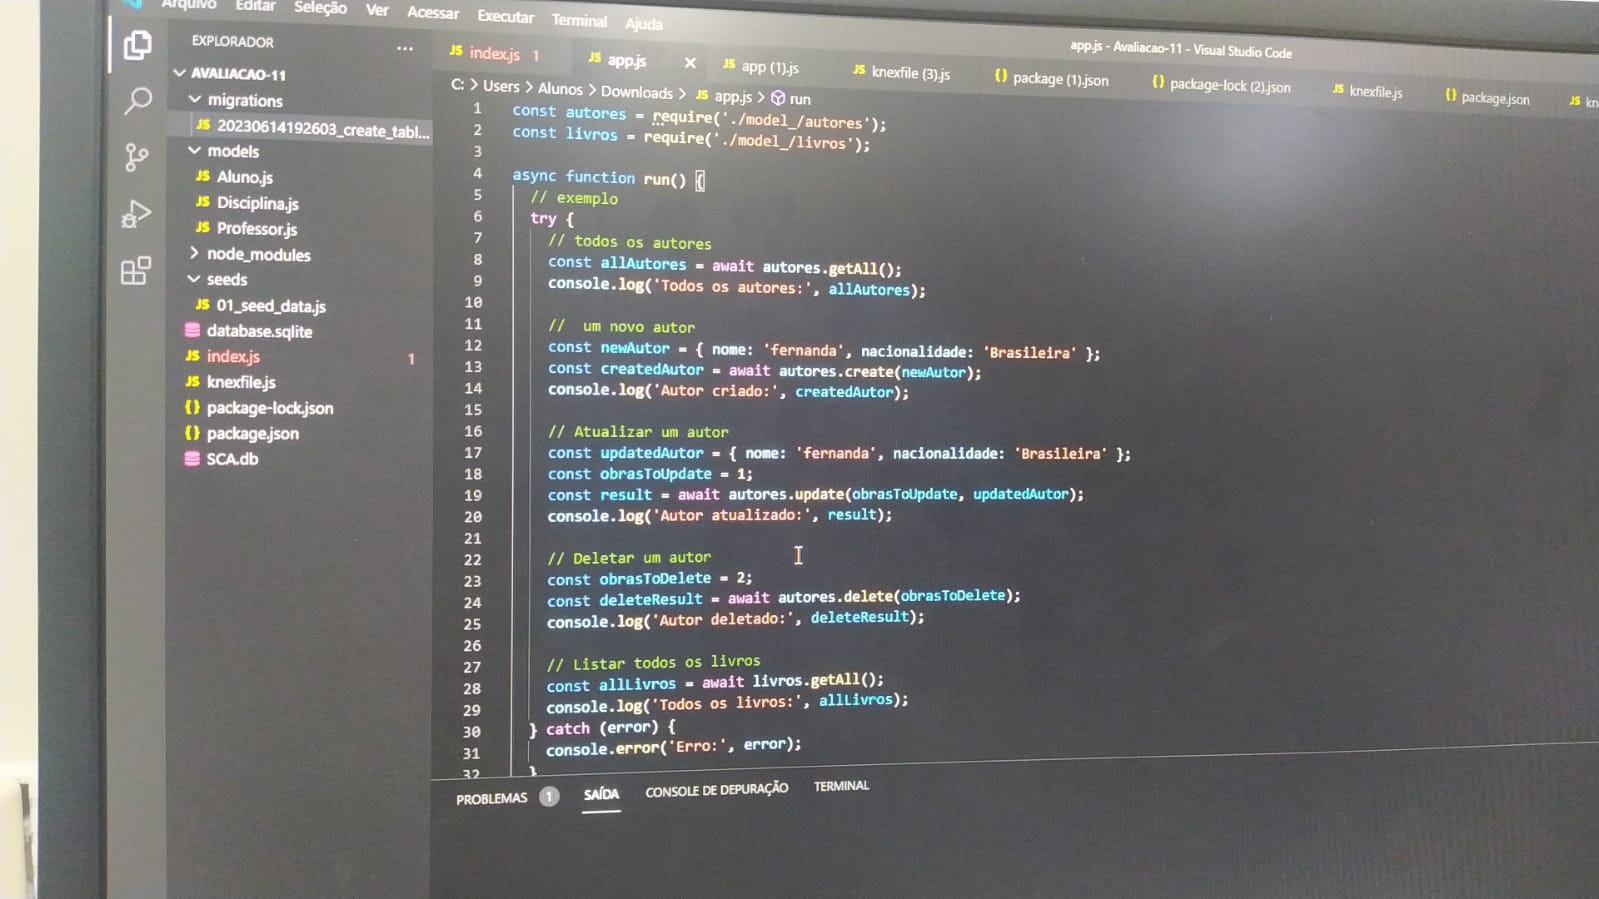 Arquivo Editar Seleção Ver Acessar Executar Terminal Ajuda
app.js - Avaliacao-11 - Visual Studio Code
EXPLORADOR ...
AVALIACAO-11
migrations
JS 20230614192603_create_tabl...
models
JS Aluno.js
JS Disciplina.js
JS Professor.js
node_modules
seeds
JS 01_seed_data.js
database.sqlite
JS index.js 1
JS knexfile.js
{} package-lock.json
{} package.json
SCA.db
JS index.js 1 JS app.js × JS app (1).js JS knexfile (3).js {} package (1).json {} package-lock (2).json JS knexfile.js {} package.json JS kn
C: > Users > Alunos > Downloads > JS app.js > run
1 const autores = require('./model_/autores');
2 const livros = require('./model_/livros');
3
4 async function run() {
5 // exemplo
6 try {
7 // todos os autores
8 const allAutores = await autores.getAll();
9 console.log('Todos os autores:', allAutores);
10
11 //  um novo autor
12 const newAutor = { nome: 'fernanda', nacionalidade: 'Brasileira' };
13 const createdAutor = await autores.create(newAutor);
14 console.log('Autor criado:', createdAutor);
15
16 // Atualizar um autor
17 const updatedAutor = { nome: 'fernanda', nacionalidade: 'Brasileira' };
18 const obrasToUpdate = 1;
19 const result = await autores.update(obrasToUpdate, updatedAutor);
20 console.log('Autor atualizado:', result);
21
22 // Deletar um autor
23 const obrasToDelete = 2;
24 const deleteResult = await autores.delete(obrasToDelete);
25 console.log('Autor deletado:', deleteResult);
26
27 // Listar todos os livros
28 const allLivros = await livros.getAll();
29 console.log('Todos os livros:', allLivros);
30 } catch (error) {
31 console.error('Erro:', error);
32 }
PROBLEMAS 1 SAÍDA CONSOLE DE DEPURAÇÃO TERMINAL